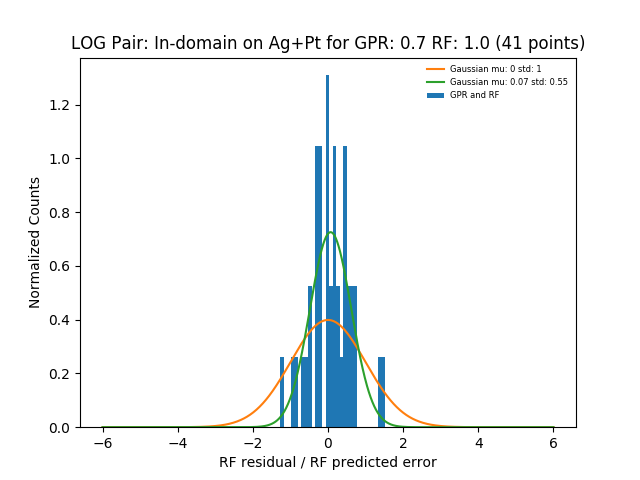 LOG Pair: In-domain on Ag+Pt for GPR: 0.7 RF: 1.0 (41 points)
Gaussian mu: 0 std: 1
Gaussian mu: 0.07 std: 0.55
GPR and RF
Normalized Counts
1.2
1.0
0.8
0.6
0.4
0.2
0.0
−6 −4 −2 0 2 4 6
RF residual / RF predicted error